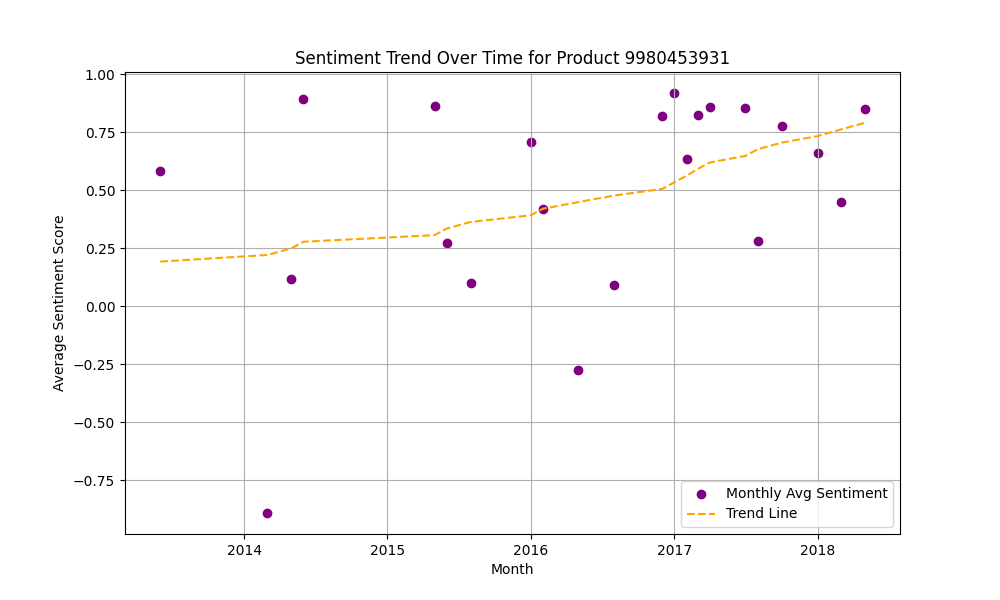 Sentiment Trend Over Time for Product 9980453931
Average Sentiment Score
1.00
0.75
0.50
0.25
0.00
−0.25
−0.50
−0.75
Monthly Avg Sentiment
Trend Line
2014
2015
2016
2017
2018
Month